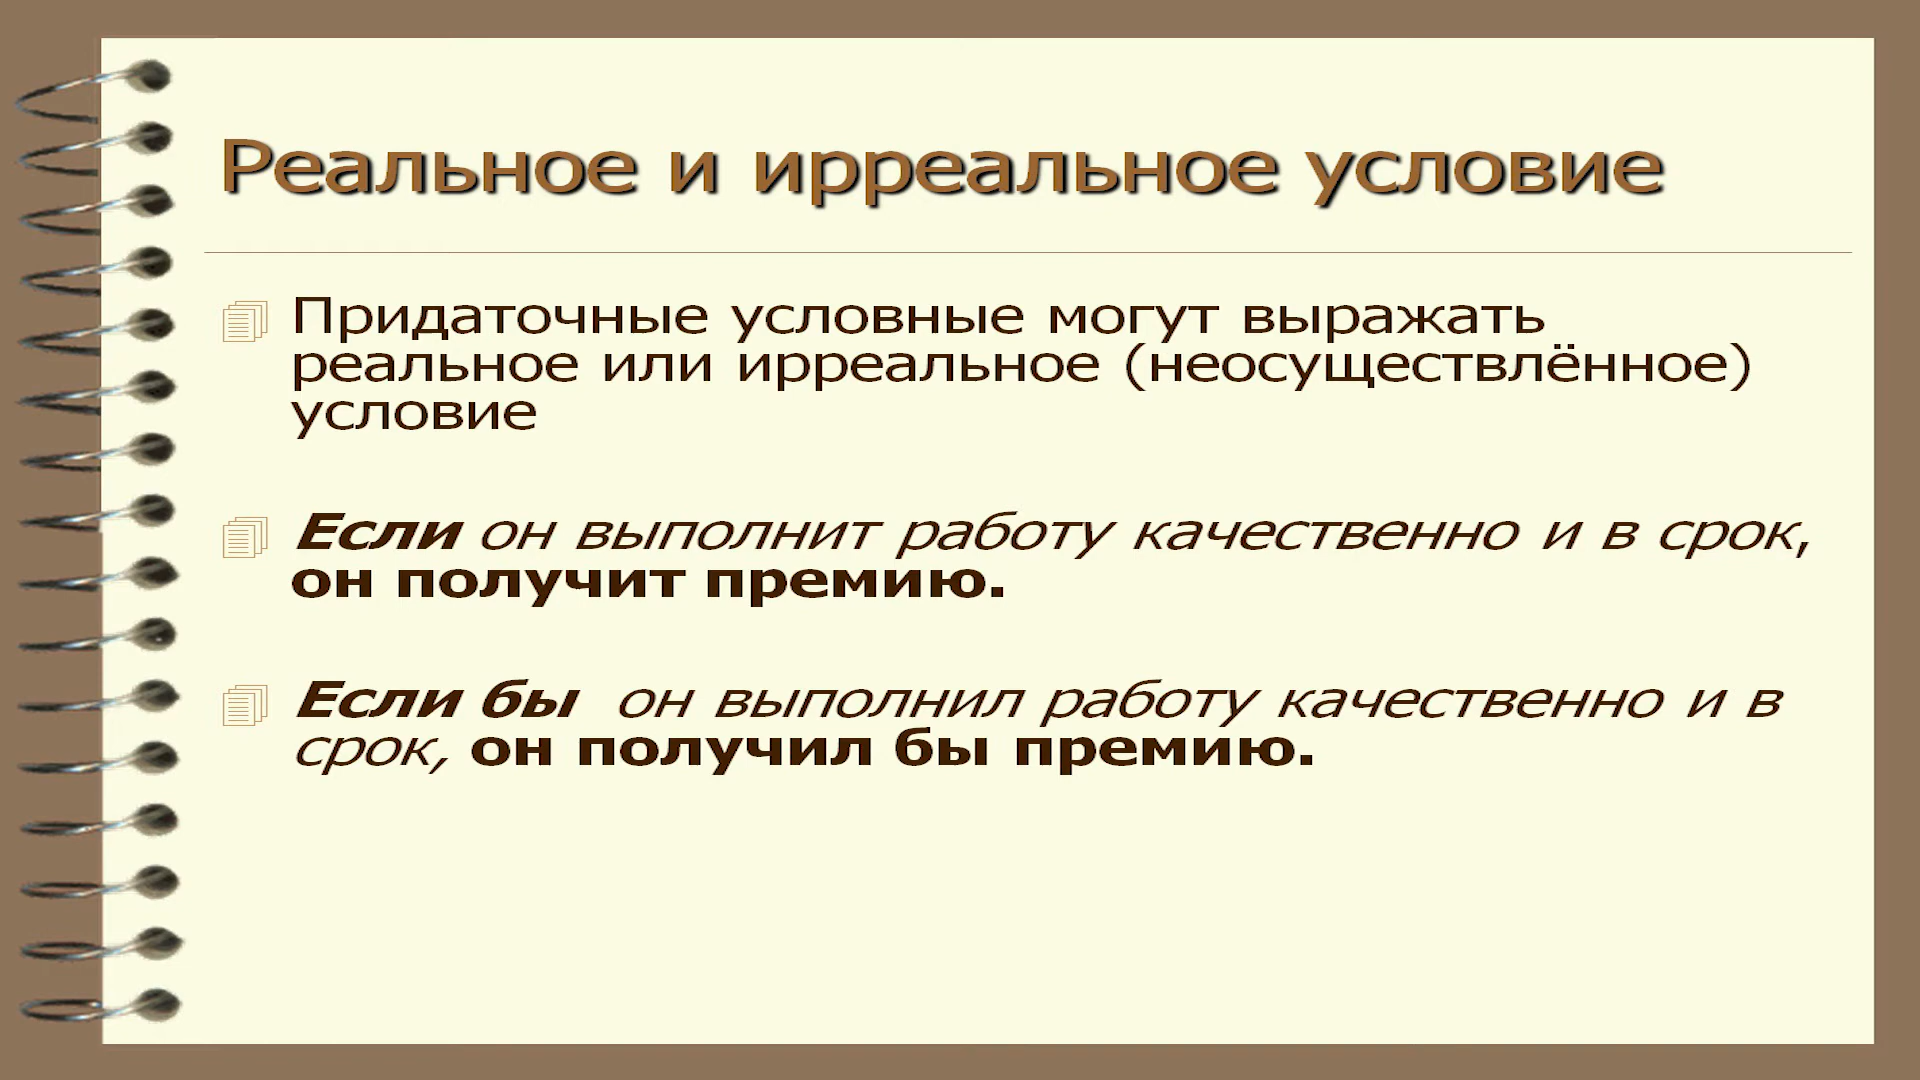 Реальное и ирреальное условие
Придаточные условные могут выражать
реальное или ирреальное (неосуществлённое)
условие
Если он выполнит работу качественно и в срок,
он получит премию.
Если бы он выполнил работу качественно и в
срок, он получил бы премию.